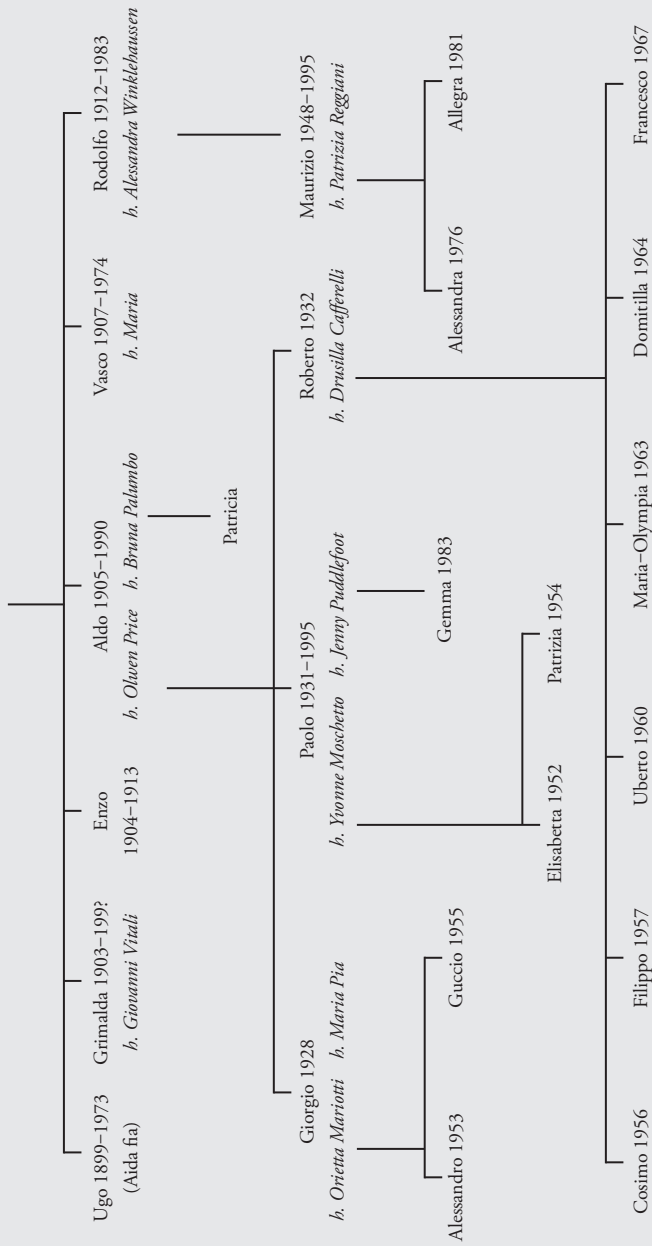 Ugo 1899–1973
(Aida fia)
Grimalda 1903–199?
h. Giovanni Vitali
Enzo
1904–1913
Aldo 1905–1990
h. Olwen Price h. Bruna Palumbo
Vasco 1907–1974
h. Maria
Rodolfo 1912–1983
h. Alessandra Winklehaussen
Patricia
Giorgio 1928
h. Orietta Mariotti h. Maria Pia
Paolo 1931–1995
h. Yvonne Moschetto h. Jenny Puddlefoot
Roberto 1932
h. Drusilla Cafferelli
Maurizio 1948–1995
h. Patrizia Reggiani
Alessandro 1953
Guccio 1955
Gemma 1983
Alessandra 1976
Allegra 1981
Elisabetta 1952
Patrizia 1954
Cosimo 1956
Filippo 1957
Uberto 1960
Maria–Olympia 1963
Domitilla 1964
Francesco 1967